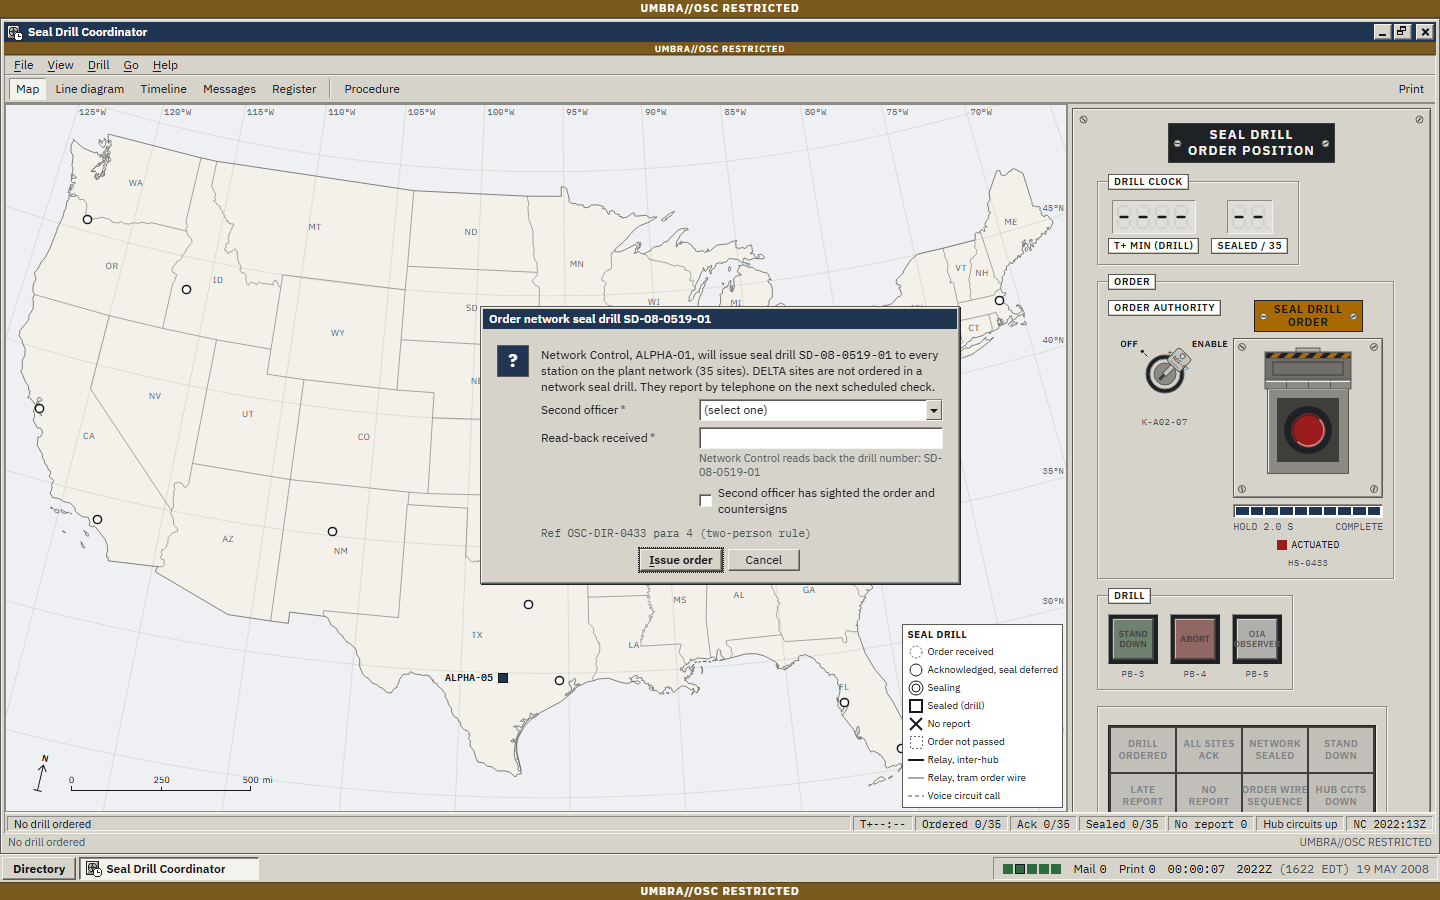 UMBRA//OSC RESTRICTED
Seal Drill Coordinator
UMBRA//OSC RESTRICTED
File View Drill Go Help
Map Line diagram Timeline Messages Register Procedure Print
125°W 120°W 115°W 110°W 105°W 100°W 95°W 90°W 85°W 80°W 75°W 70°W
45°N
40°N
35°N
30°N
WA
OR
ID
MT
ND
MN
WI
MI
ME
VT
NH
CT
SD
WY
NV
UT
CO
CA
AZ
NM
TX
MS
AL
GA
LA
FL
ALPHA-05
N
0 250 500 mi
Order network seal drill SD-08-0519-01
?
Network Control, ALPHA-01, will issue seal drill SD-08-0519-01 to every
station on the plant network (35 sites). DELTA sites are not ordered in a
network seal drill. They report by telephone on the next scheduled check.
Second officer * (select one)
Read-back received *
Network Control reads back the drill number: SD-
08-0519-01
Second officer has sighted the order and
countersigns
Ref OSC-DIR-0433 para 4 (two-person rule)
Issue order Cancel
SEAL DRILL
Order received
Acknowledged, seal deferred
Sealing
Sealed (drill)
No report
Order not passed
Relay, inter-hub
Relay, tram order wire
Voice circuit call
SEAL DRILL
ORDER POSITION
DRILL CLOCK
T+ MIN (DRILL) SEALED / 35
ORDER
ORDER AUTHORITY
OFF ENABLE
K-A02-07
SEAL DRILL
ORDER
HOLD 2.0 S COMPLETE
ACTUATED
HS-0433
DRILL
STAND
DOWN
ABORT
OIA
OBSERVER
PB-3 PB-4 PB-5
DRILL
ORDERED
ALL SITES
ACK
NETWORK
SEALED
STAND
DOWN
LATE
REPORT
NO
REPORT
ORDER WIRE
SEQUENCE
HUB CCTS
DOWN
No drill ordered T+--:-- Ordered 0/35 Ack 0/35 Sealed 0/35 No report 0 Hub circuits up NC 2022:13Z
No drill ordered UMBRA//OSC RESTRICTED
Directory Seal Drill Coordinator Mail 0 Print 0 00:00:07 2022Z (1622 EDT) 19 MAY 2008
UMBRA//OSC RESTRICTED